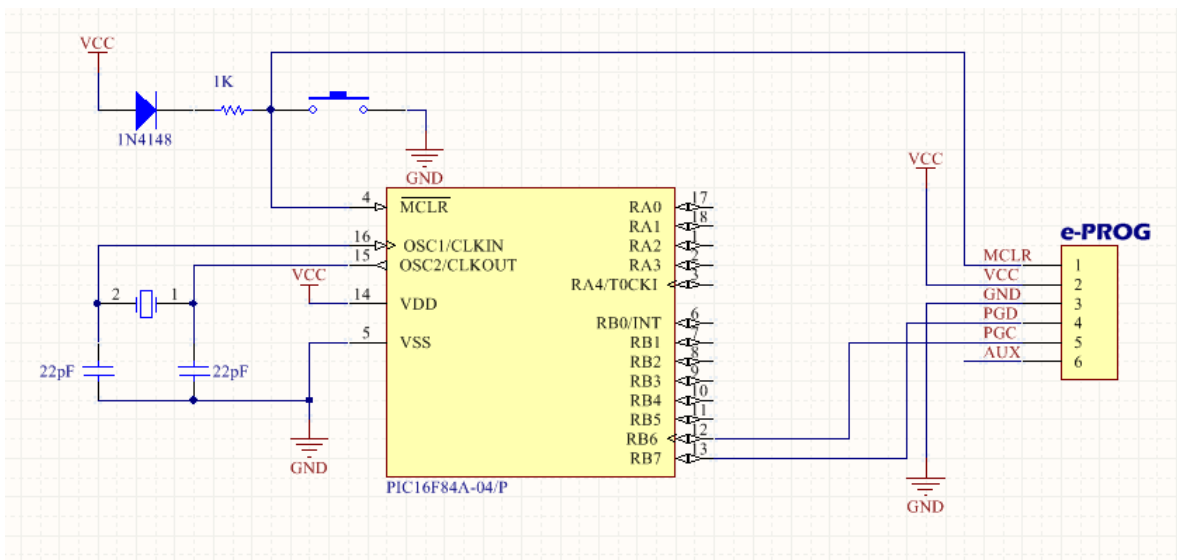 VCC
1K
1N4148
GND
VCC
e-PROG
4 MCLR RA0 17
RA1 18
16 OSC1/CLKIN RA2 1
15 OSC2/CLKOUT RA3 2
RA4/T0CKI 3
VCC
14 VDD
RB0/INT 6
5 VSS RB1 7
RB2 8
RB3 9
RB4 10
RB5 11
RB6 12
RB7 13
2 1
22pF 22pF
GND
PIC16F84A-04/P
MCLR 1
VCC 2
GND 3
PGD 4
PGC 5
AUX 6
GND